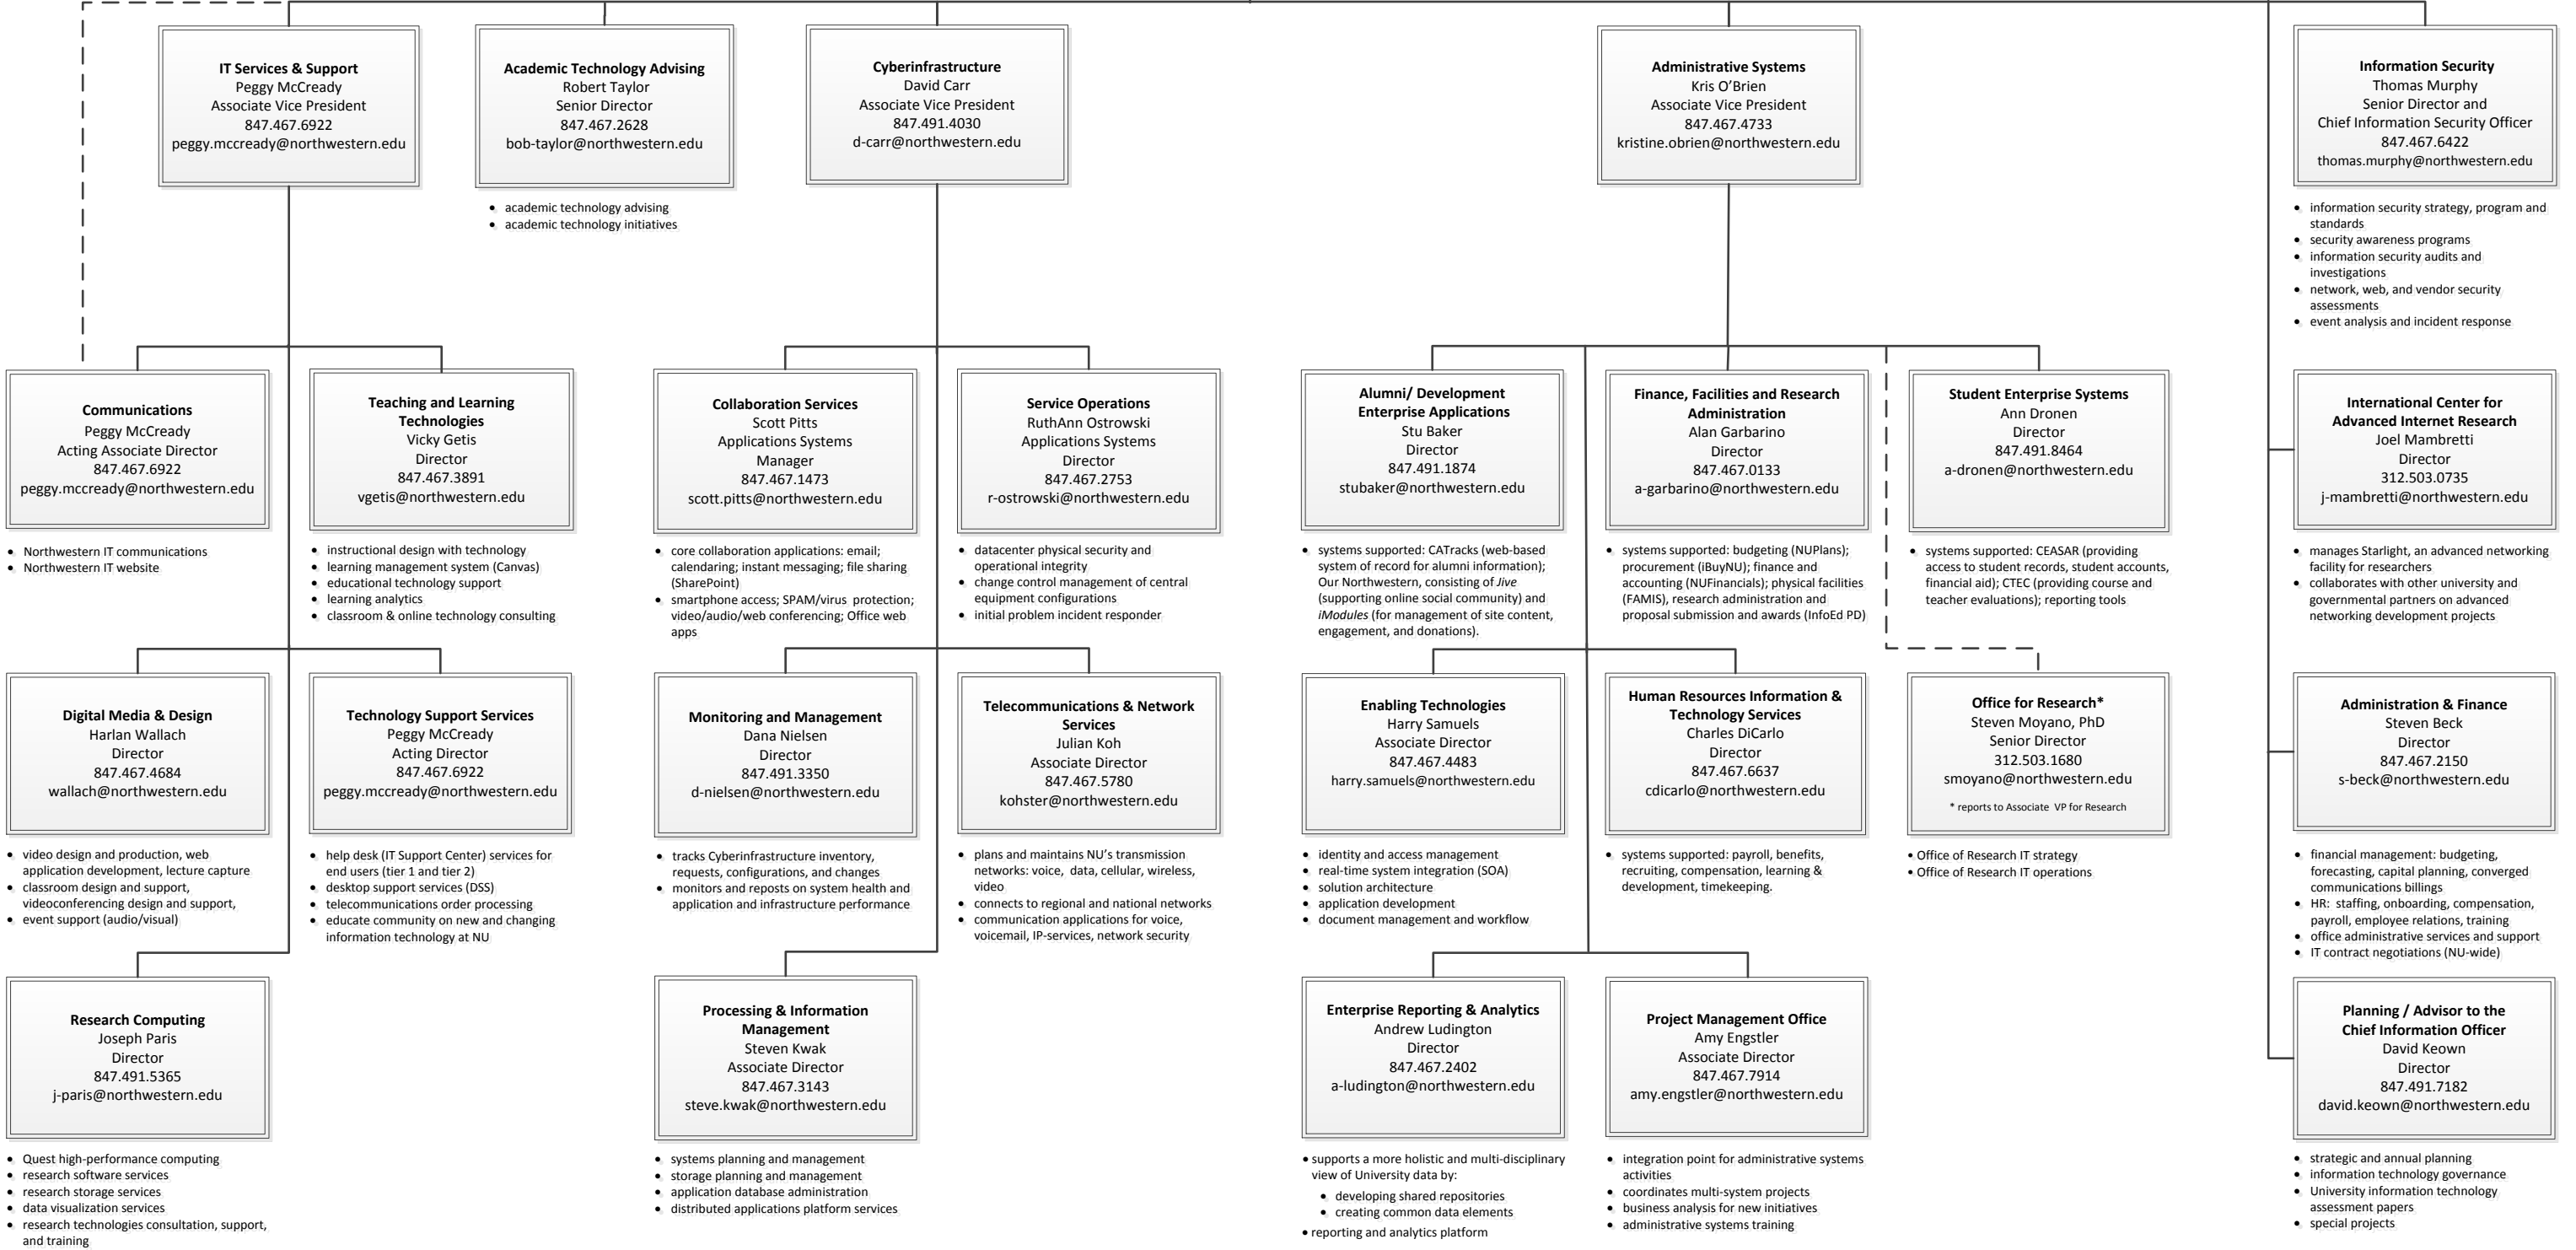 IT Services & Support
Peggy McCready
Associate Vice President
847.467.6922
peggy.mccready@northwestern.edu
Academic Technology Advising
Robert Taylor
Senior Director
847.467.2628
bob-taylor@northwestern.edu
• academic technology advising
• academic technology initiatives
Cyberinfrastructure
David Carr
Associate Vice President
847.491.4030
d-carr@northwestern.edu
Administrative Systems
Kris O’Brien
Associate Vice President
847.467.4733
kristine.obrien@northwestern.edu
Information Security
Thomas Murphy
Senior Director and
Chief Information Security Officer
847.467.6422
thomas.murphy@northwestern.edu
• information security strategy, program and
standards
• security awareness programs
• information security audits and
investigations
• network, web, and vendor security
assessments
• event analysis and incident response
Communications
Peggy McCready
Acting Associate Director
847.467.6922
peggy.mccready@northwestern.edu
• Northwestern IT communications
• Northwestern IT website
Teaching and Learning
Technologies
Vicky Getis
Director
847.467.3891
vgetis@northwestern.edu
• instructional design with technology
• learning management system (Canvas)
• educational technology support
• learning analytics
• classroom & online technology consulting
Collaboration Services
Scott Pitts
Applications Systems
Manager
847.467.1473
scott.pitts@northwestern.edu
• core collaboration applications: email;
calendaring; instant messaging; file sharing
(SharePoint)
• smartphone access; SPAM/virus protection;
video/audio/web conferencing; Office web
apps
Service Operations
RuthAnn Ostrowski
Applications Systems
Director
847.467.2753
r-ostrowski@northwestern.edu
• datacenter physical security and
operational integrity
• change control management of central
equipment configurations
• initial problem incident responder
Alumni/ Development
Enterprise Applications
Stu Baker
Director
847.491.1874
stubaker@northwestern.edu
• systems supported: CATracks (web-based
system of record for alumni information);
Our Northwestern, consisting of Jive
(supporting online social community) and
iModules (for management of site content,
engagement, and donations).
Finance, Facilities and Research
Administration
Alan Garbarino
Director
847.467.0133
a-garbarino@northwestern.edu
• systems supported: budgeting (NUPlans);
procurement (iBuyNU); finance and
accounting (NUFinancials); physical facilities
(FAMIS), research administration and
proposal submission and awards (InfoEd PD)
Student Enterprise Systems
Ann Dronen
Director
847.491.8464
a-dronen@northwestern.edu
• systems supported: CEASAR (providing
access to student records, student accounts,
financial aid); CTEC (providing course and
teacher evaluations); reporting tools
International Center for
Advanced Internet Research
Joel Mambretti
Director
312.503.0735
j-mambretti@northwestern.edu
• manages Starlight, an advanced networking
facility for researchers
• collaborates with other university and
governmental partners on advanced
networking development projects
Digital Media & Design
Harlan Wallach
Director
847.467.4684
wallach@northwestern.edu
• video design and production, web
application development, lecture capture
• classroom design and support,
videoconferencing design and support,
• event support (audio/visual)
Technology Support Services
Peggy McCready
Acting Director
847.467.6922
peggy.mccready@northwestern.edu
• help desk (IT Support Center) services for
end users (tier 1 and tier 2)
• desktop support services (DSS)
• telecommunications order processing
• educate community on new and changing
information technology at NU
Monitoring and Management
Dana Nielsen
Director
847.491.3350
d-nielsen@northwestern.edu
• tracks Cyberinfrastructure inventory,
requests, configurations, and changes
• monitors and reposts on system health and
application and infrastructure performance
Telecommunications & Network
Services
Julian Koh
Associate Director
847.467.5780
kohster@northwestern.edu
• plans and maintains NU’s transmission
networks: voice, data, cellular, wireless,
video
• connects to regional and national networks
• communication applications for voice,
voicemail, IP-services, network security
Enabling Technologies
Harry Samuels
Associate Director
847.467.4483
harry.samuels@northwestern.edu
• identity and access management
• real-time system integration (SOA)
• solution architecture
• application development
• document management and workflow
Human Resources Information &
Technology Services
Charles DiCarlo
Director
847.467.6637
cdicarlo@northwestern.edu
• systems supported: payroll, benefits,
recruiting, compensation, learning &
development, timekeeping.
Office for Research*
Steven Moyano, PhD
Senior Director
312.503.1680
smoyano@northwestern.edu
* reports to Associate VP for Research
• Office of Research IT strategy
• Office of Research IT operations
Administration & Finance
Steven Beck
Director
847.467.2150
s-beck@northwestern.edu
• financial management: budgeting,
forecasting, capital planning, converged
communications billings
• HR: staffing, onboarding, compensation,
payroll, employee relations, training
• office administrative services and support
• IT contract negotiations (NU-wide)
Research Computing
Joseph Paris
Director
847.491.5365
j-paris@northwestern.edu
• Quest high-performance computing
• research software services
• research storage services
• data visualization services
• research technologies consultation, support,
and training
Processing & Information
Management
Steven Kwak
Associate Director
847.467.3143
steve.kwak@northwestern.edu
• systems planning and management
• storage planning and management
• application database administration
• distributed applications platform services
Enterprise Reporting & Analytics
Andrew Ludington
Director
847.467.2402
a-ludington@northwestern.edu
• supports a more holistic and multi-disciplinary
view of University data by:
• developing shared repositories
• creating common data elements
• reporting and analytics platform
Project Management Office
Amy Engstler
Associate Director
847.467.7914
amy.engstler@northwestern.edu
• integration point for administrative systems
activities
• coordinates multi-system projects
• business analysis for new initiatives
• administrative systems training
Planning / Advisor to the
Chief Information Officer
David Keown
Director
847.491.7182
david.keown@northwestern.edu
• strategic and annual planning
• information technology governance
• University information technology
assessment papers
• special projects